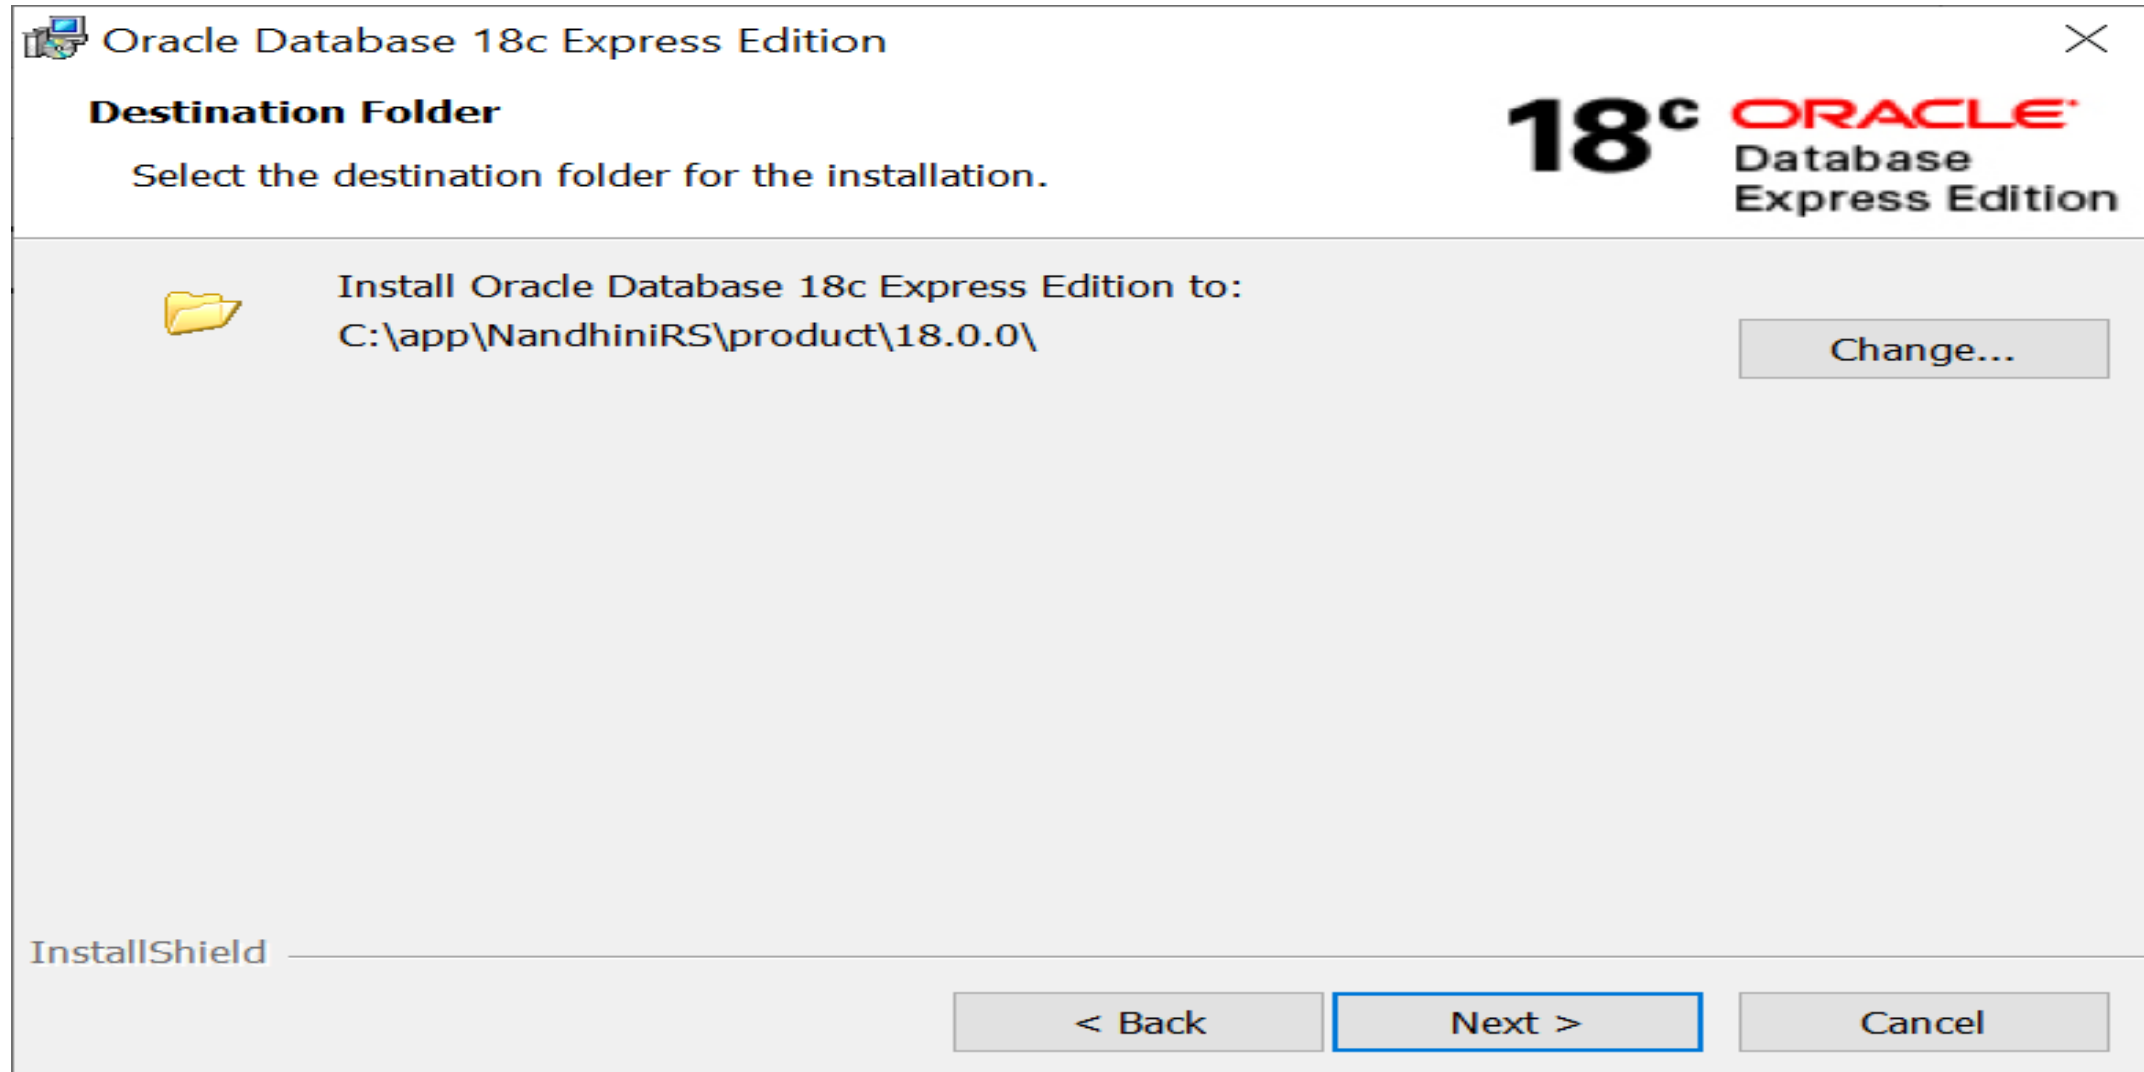 Oracle Database 18c Express Edition
Destination Folder
Select the destination folder for the installation.
18c ORACLE
Database
Express Edition
Install Oracle Database 18c Express Edition to:
C:\app\NandhiniRS\product\18.0.0\
Change...
InstallShield
< Back
Next >
Cancel